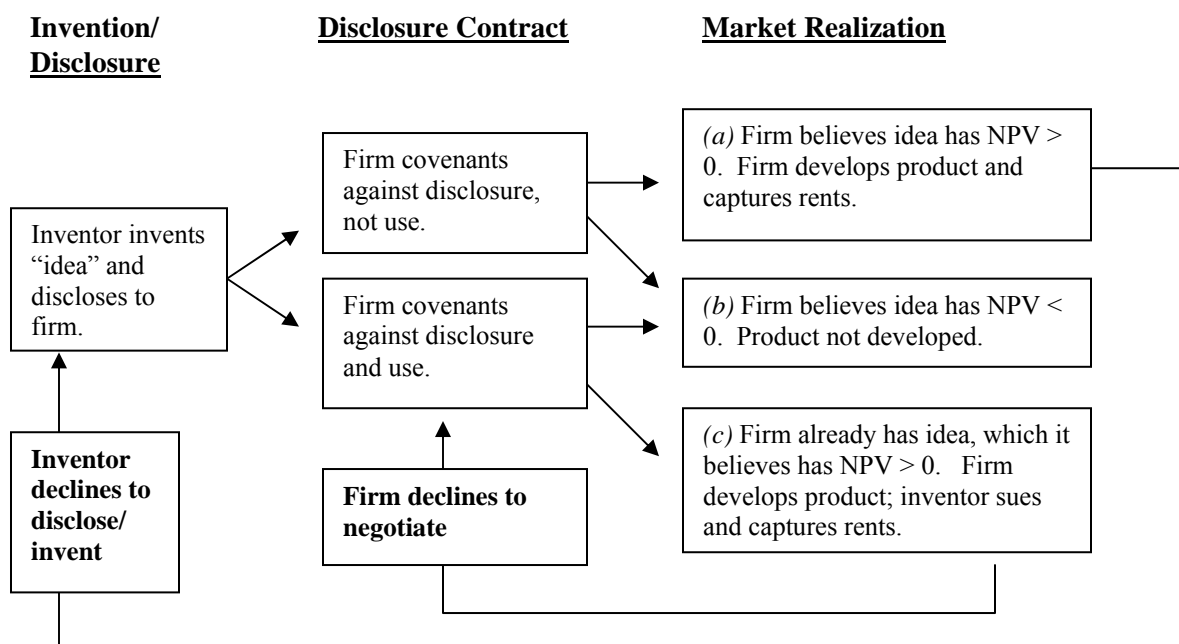 Invention/
Disclosure
Disclosure Contract
Market Realization
Inventor invents
“idea” and
discloses to
firm.
Inventor
declines to
disclose/
invent
Firm covenants
against disclosure,
not use.
Firm covenants
against disclosure
and use.
Firm declines to
negotiate
(a) Firm believes idea has NPV >
0.  Firm develops product and
captures rents.
(b) Firm believes idea has NPV <
0.  Product not developed.
(c) Firm already has idea, which it
believes has NPV > 0.   Firm
develops product; inventor sues
and captures rents.